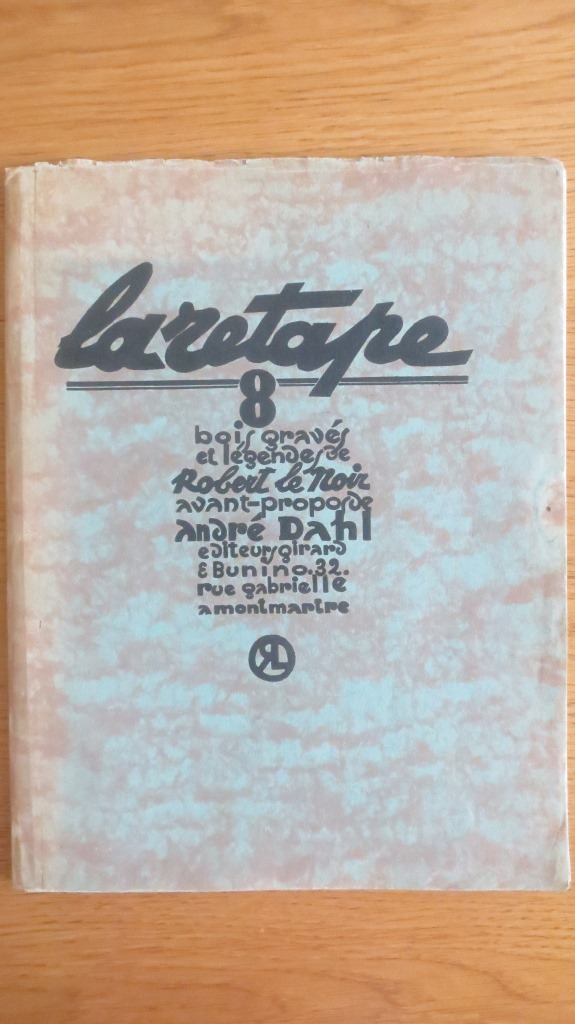 la retape
8
bois gravés
et légendes de
Robert le Noir
avant-propos de
andré Dahl
editeurs girard
& Bunino.32.
rue gabrielle
a montmartre
RL